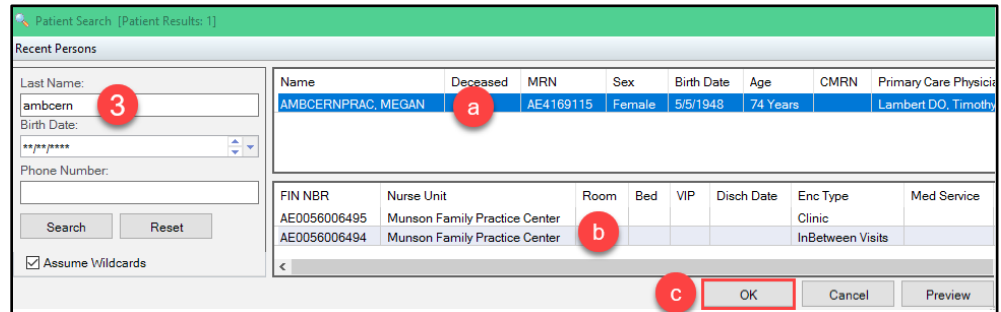 Patient Search [Patient Results: 1]
Recent Persons
Last Name:
ambcern
3
Birth Date:
**/**/****
Phone Number:
Search Reset
Assume Wildcards
Name Deceased MRN Sex Birth Date Age CMRN Primary Care Physicia
AMBCERNPRAC, MEGAN AE4169115 Female 5/5/1948 74 Years Lambert DO, Timothy
a
FIN NBR Nurse Unit Room Bed VIP Disch Date Enc Type Med Service
AE0056006495 Munson Family Practice Center Clinic
AE0056006494 Munson Family Practice Center InBetween Visits
b
c OK Cancel Preview